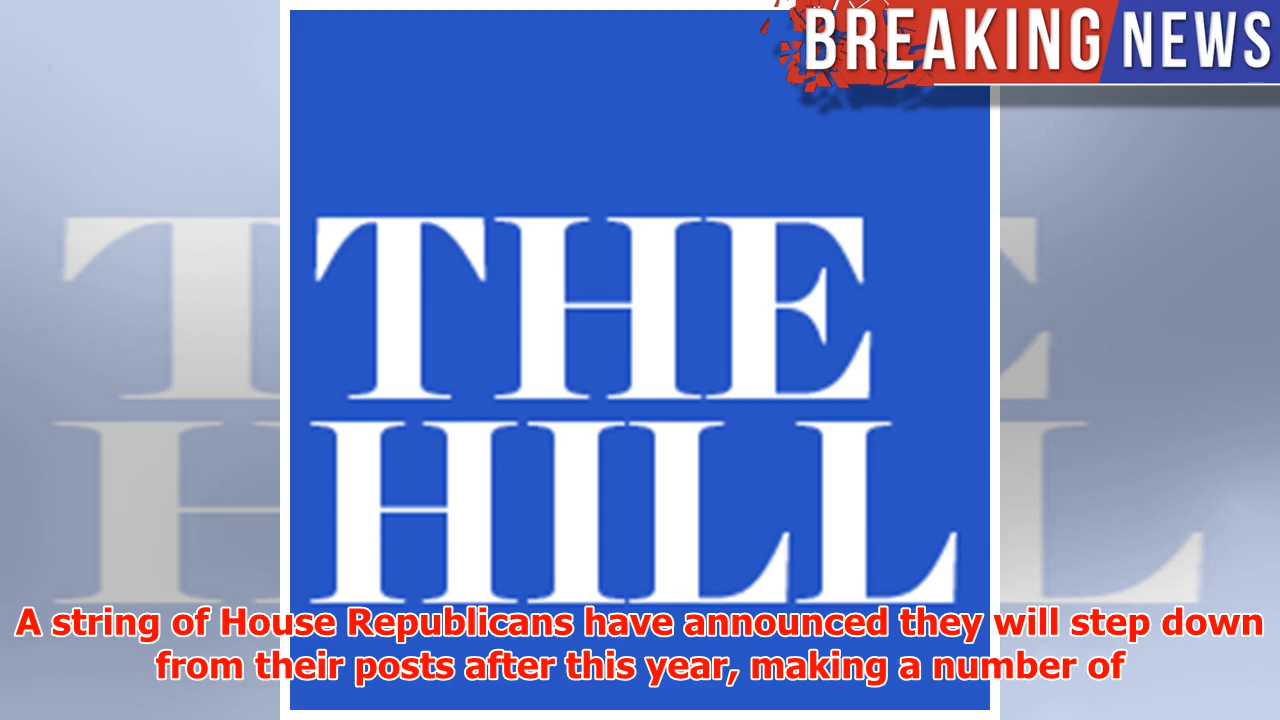 BREAKING NEWS
THE
HILL
A string of House Republicans have announced they will step down
from their posts after this year, making a number of